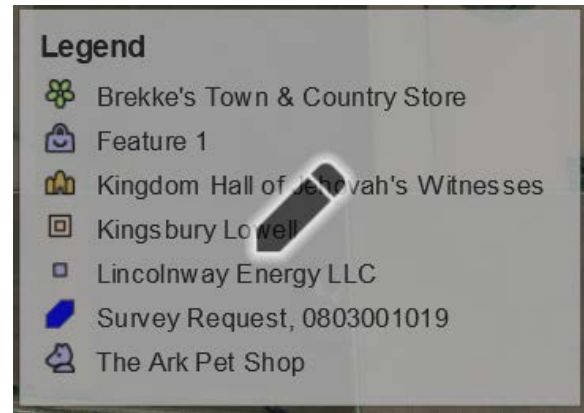 Legend
Brekke's Town & Country Store
Feature 1
Kingdom Hall of Jehovah's Witnesses
Kingsbury Lowell
Lincolnway Energy LLC
Survey Request, 0803001019
The Ark Pet Shop